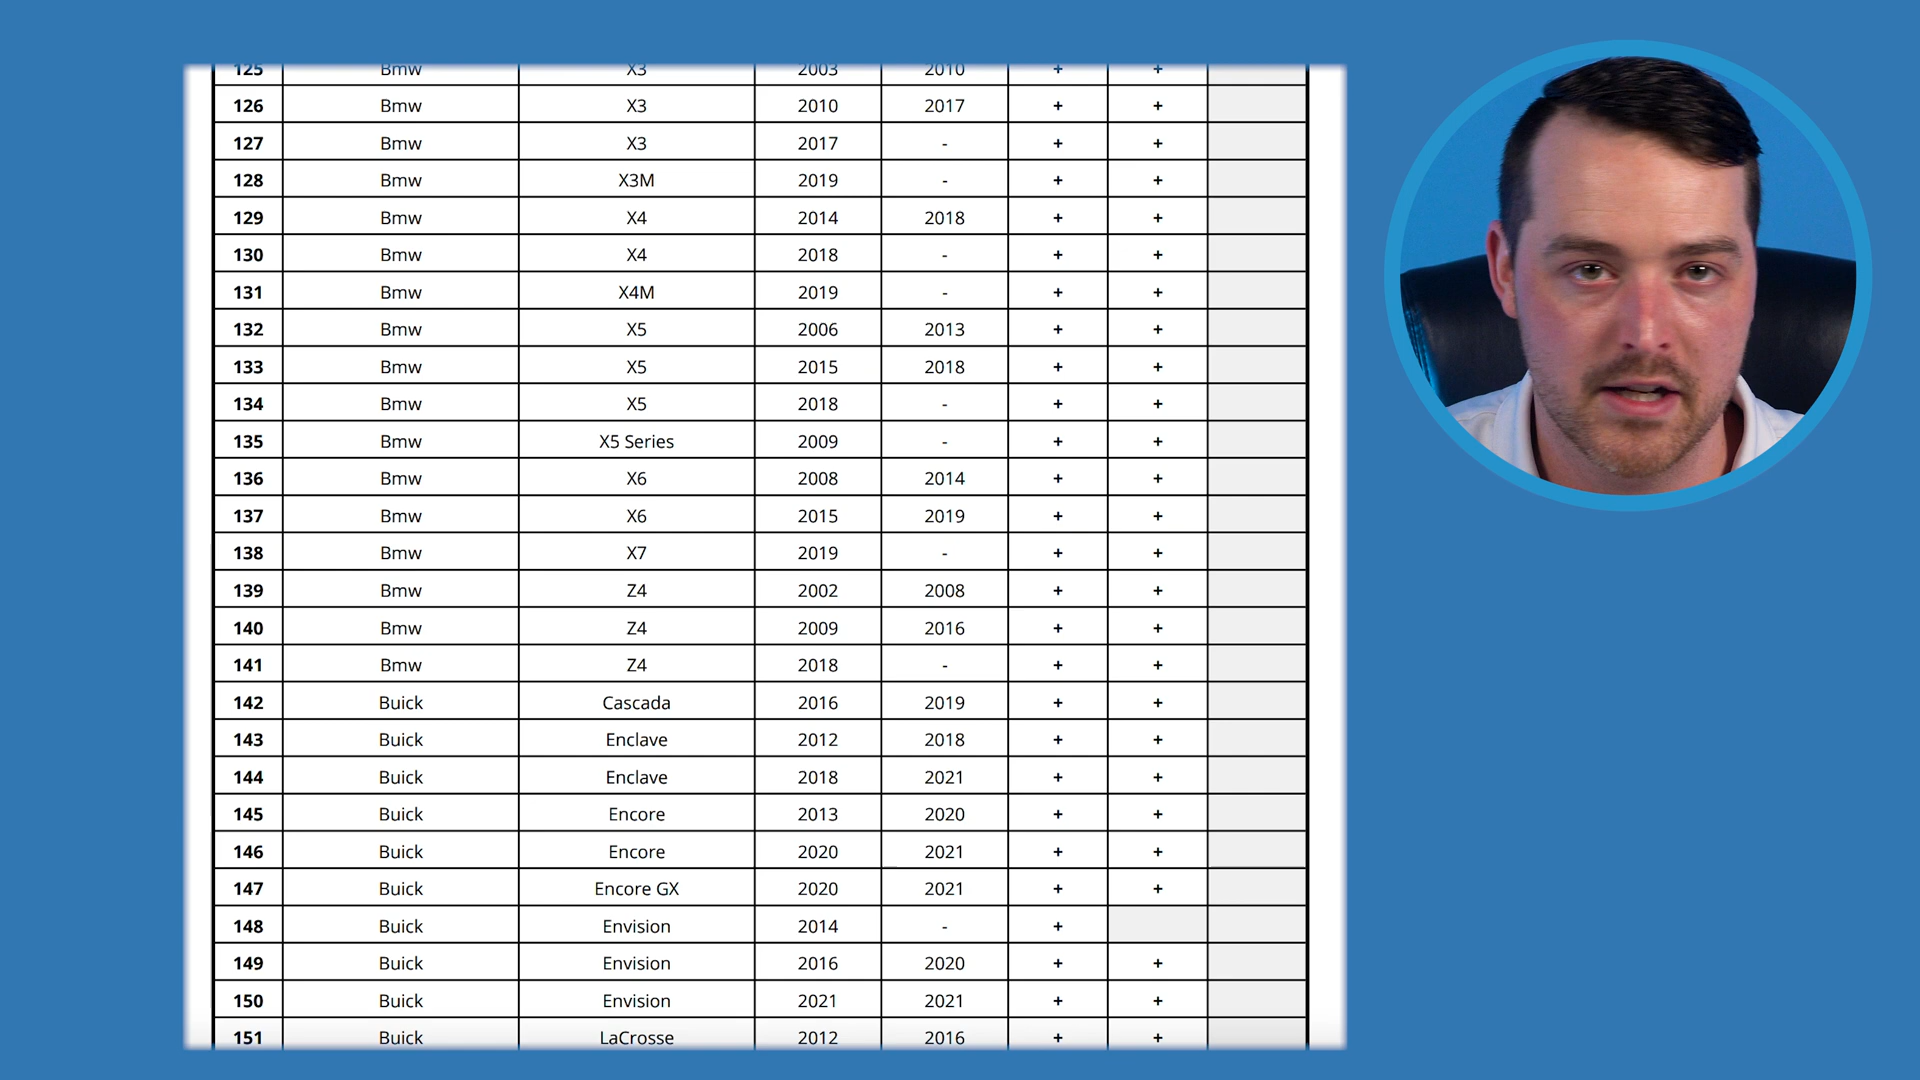 125 Bmw X3 2003 2010 + +
126 Bmw X3 2010 2017 + +
127 Bmw X3 2017 - + +
128 Bmw X3M 2019 - + +
129 Bmw X4 2014 2018 + +
130 Bmw X4 2018 - + +
131 Bmw X4M 2019 - + +
132 Bmw X5 2006 2013 + +
133 Bmw X5 2015 2018 + +
134 Bmw X5 2018 - + +
135 Bmw X5 Series 2009 - + +
136 Bmw X6 2008 2014 + +
137 Bmw X6 2015 2019 + +
138 Bmw X7 2019 - + +
139 Bmw Z4 2002 2008 + +
140 Bmw Z4 2009 2016 + +
141 Bmw Z4 2018 - + +
142 Buick Cascada 2016 2019 + +
143 Buick Enclave 2012 2018 + +
144 Buick Enclave 2018 2021 + +
145 Buick Encore 2013 2020 + +
146 Buick Encore 2020 2021 + +
147 Buick Encore GX 2020 2021 + +
148 Buick Envision 2014 - +
149 Buick Envision 2016 2020 + +
150 Buick Envision 2021 2021 + +
151 Buick LaCrosse 2012 2016 + +